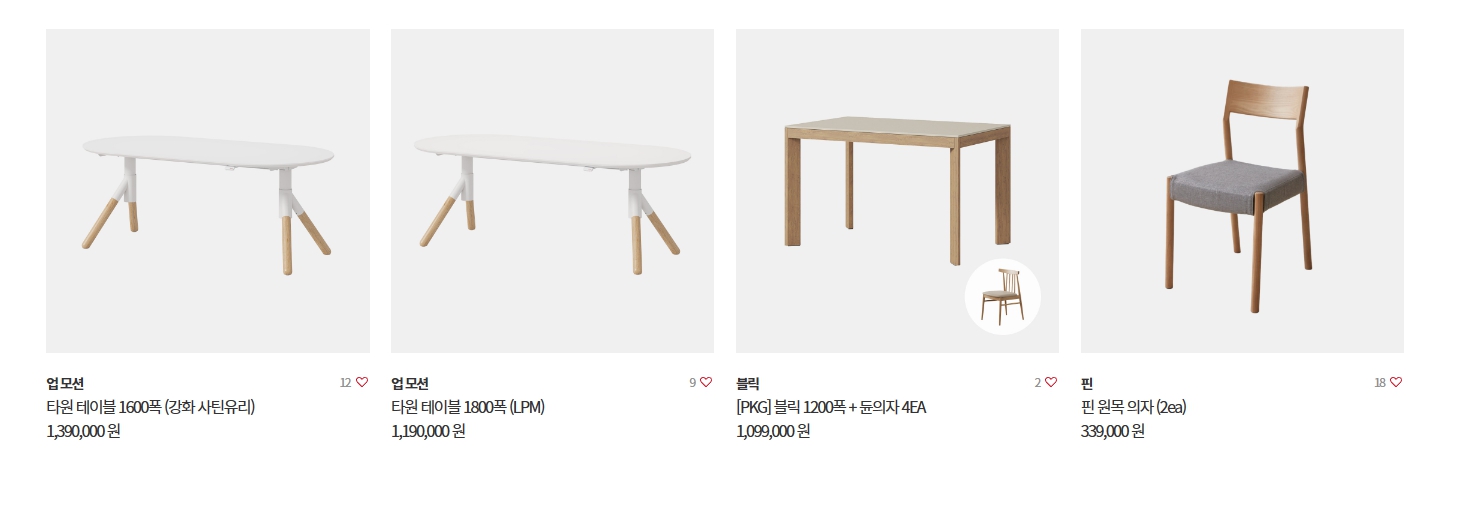 업 모션
12
타원 테이블 1600폭 (강화 사틴유리)
1,390,000 원
업 모션
9
타원 테이블 1800폭 (LPM)
1,190,000 원
블릭
2
[PKG] 블릭 1200폭 + 듄의자 4EA
1,099,000 원
핀
18
핀 원목 의자 (2ea)
339,000 원